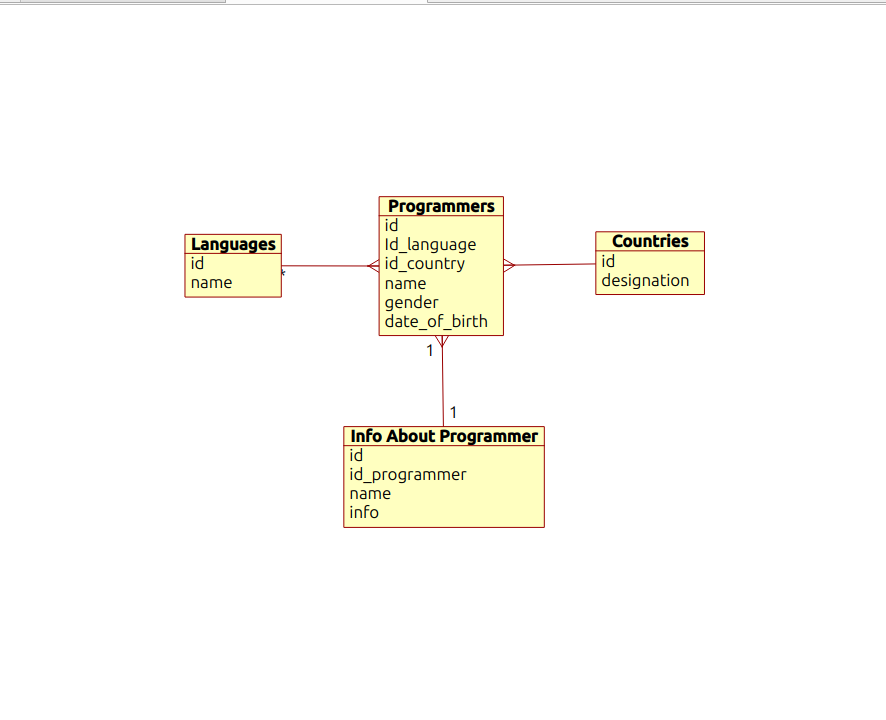 Programmers
id
Id_language
id_country
name
gender
date_of_birth
Languages
id
name
*
Countries
id
designation
1
1
Info About Programmer
id
id_programmer
name
info